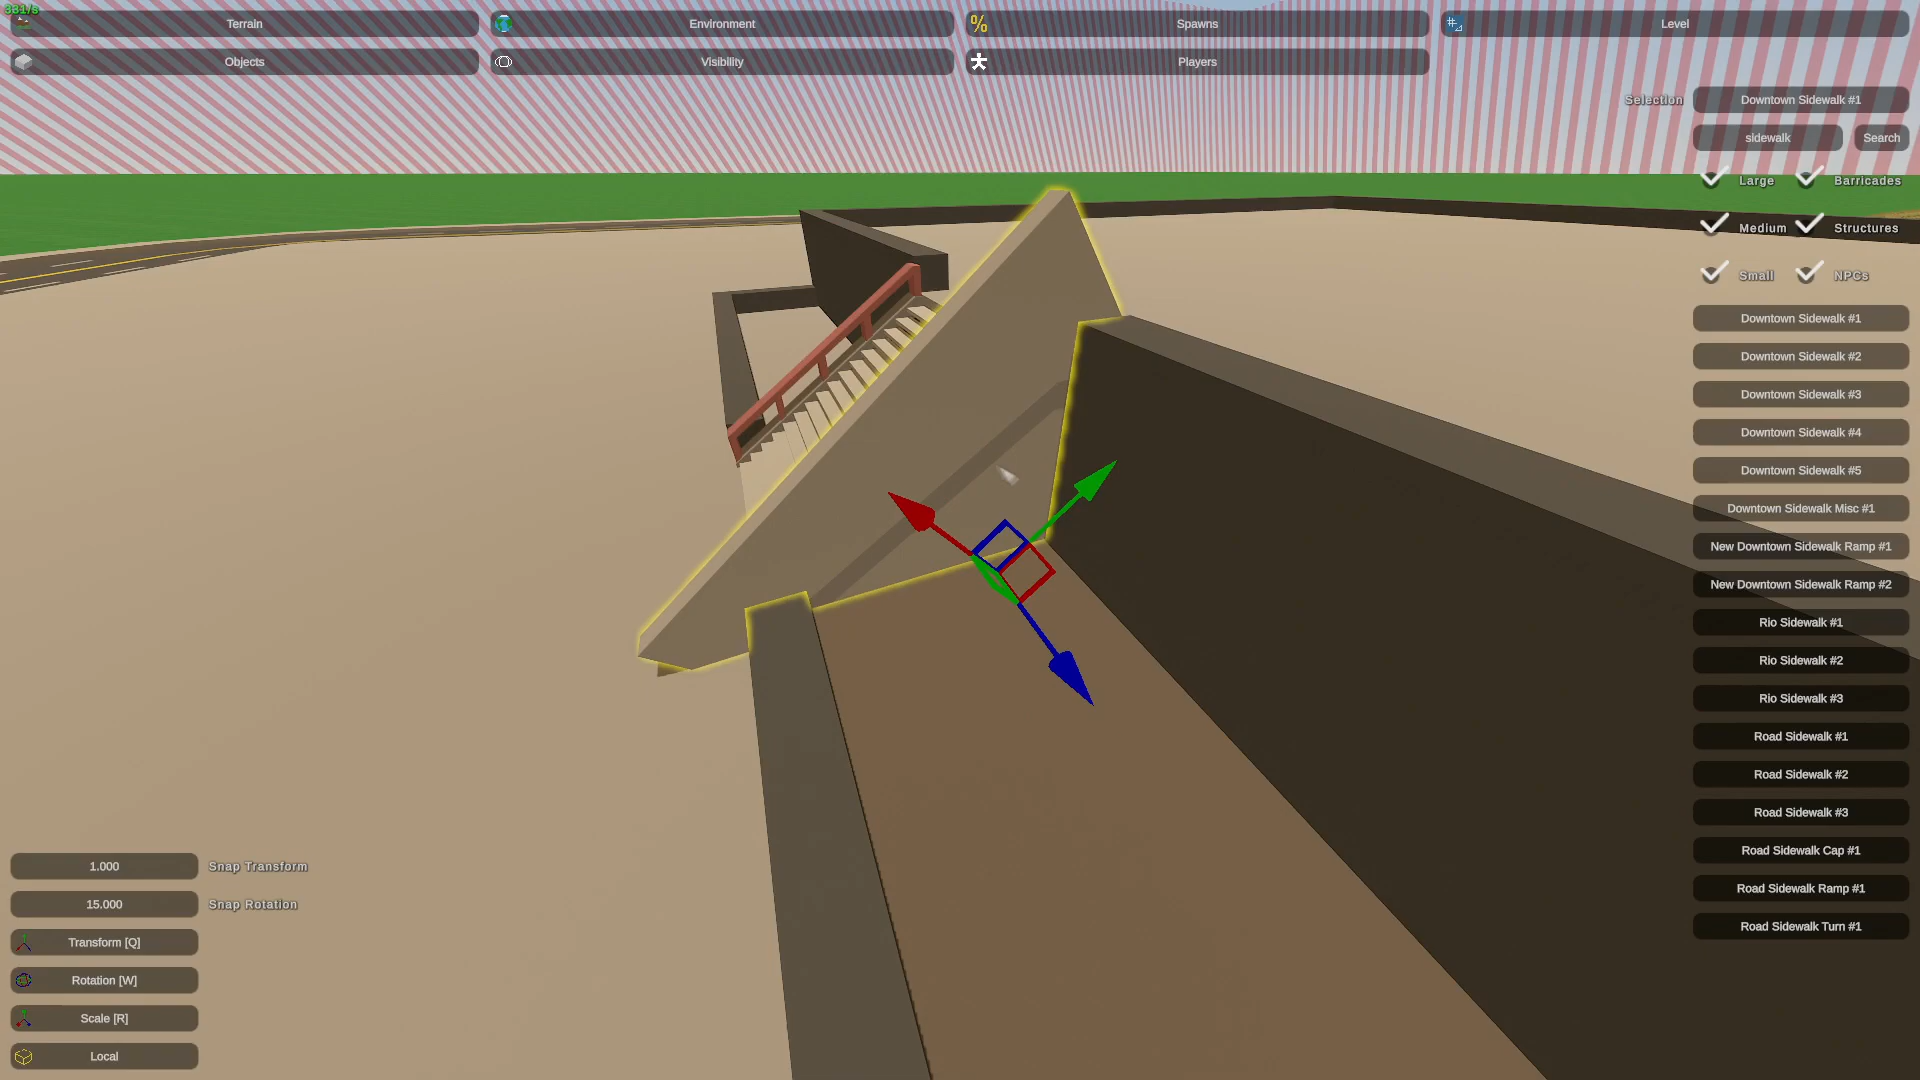 331/s
Terrain
Environment
Spawns
Level
Objects
Visibility
Players
Selection
Downtown Sidewalk #1
sidewalk
Search
Large
Barricades
Medium
Structures
Small
NPCs
Downtown Sidewalk #1
Downtown Sidewalk #2
Downtown Sidewalk #3
Downtown Sidewalk #4
Downtown Sidewalk #5
Downtown Sidewalk Misc #1
New Downtown Sidewalk Ramp #1
New Downtown Sidewalk Ramp #2
Rio Sidewalk #1
Rio Sidewalk #2
Rio Sidewalk #3
Road Sidewalk #1
Road Sidewalk #2
Road Sidewalk #3
Road Sidewalk Cap #1
Road Sidewalk Ramp #1
Road Sidewalk Turn #1
1.000
Snap Transform
15.000
Snap Rotation
Transform [Q]
Rotation [W]
Scale [R]
Local